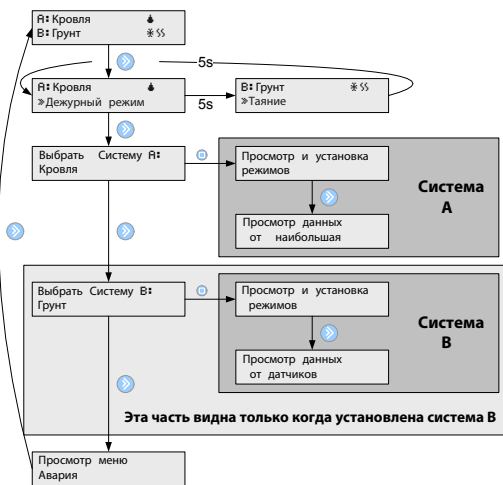 A: Кровля
B: Грунт
5s
A: Кровля
»Дежурный режим
5s
B: Грунт
»Таяние
Выбрать Систему A:
Кровля
Просмотр и установка
режимов
Просмотр данных
от наибольшая
Система
A
Выбрать Систему B:
Грунт
Просмотр и установка
режимов
Просмотр данных
от датчиков
Система
B
Эта часть видна только когда установлена система B
Просмотр меню
Авария